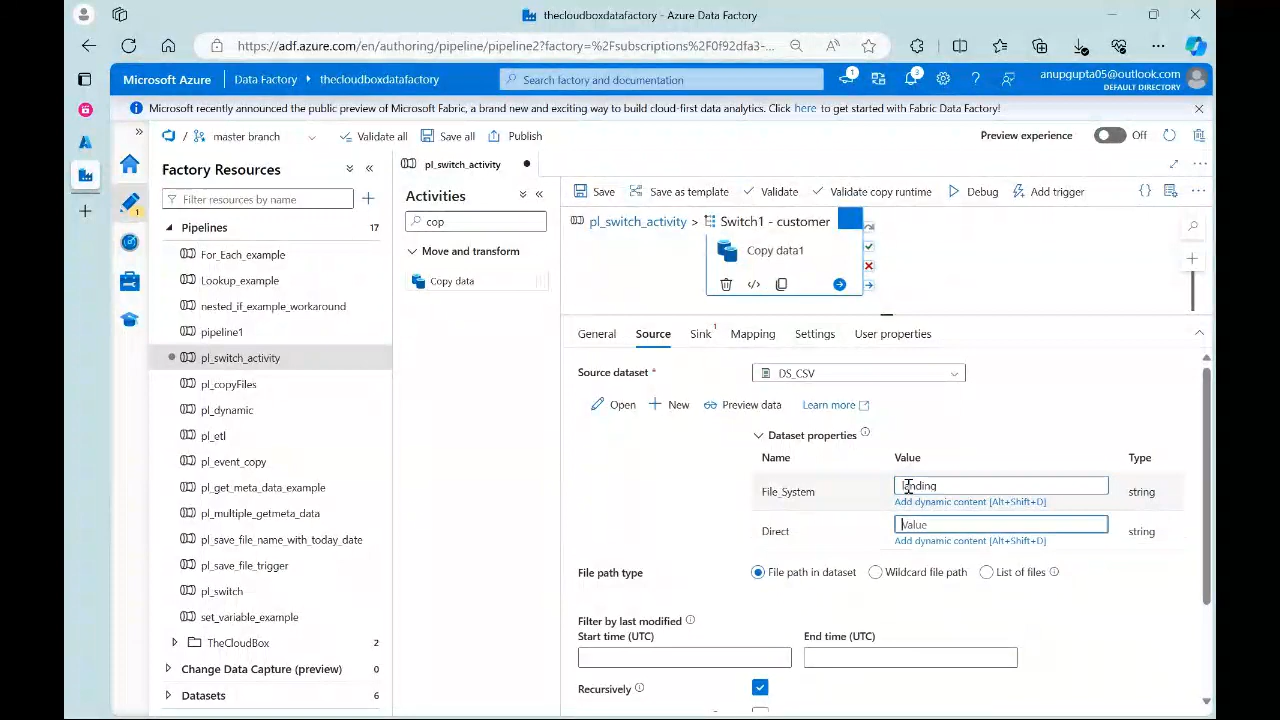 thecloudboxdatafactory - Azure Data Factory
https://adf.azure.com/en/authoring/pipeline/pipeline2?factory=%2Fsubscriptions%2F0f92dfa3-...
Microsoft Azure
Data Factory
thecloudboxdatafactory
Search factory and documentation
1
3
anupgupta05@outlook.com
DEFAULT DIRECTORY
Microsoft recently announced the public preview of Microsoft Fabric, a brand new and exciting way to build cloud-first data analytics. Click here to get started with Fabric Data Factory!
/ master branch
Validate all
Save all
Publish
Preview experience
Off
1
Factory Resources
Filter resources by name
Pipelines 17
For_Each_example
Lookup_example
nested_if_example_workaround
pipeline1
pl_switch_activity
pl_copyFiles
pl_dynamic
pl_etl
pl_event_copy
pl_get_meta_data_example
pl_multiple_getmeta_data
pl_save_file_name_with_today_date
pl_save_file_trigger
pl_switch
set_variable_example
TheCloudBox 2
Change Data Capture (preview) 0
Datasets 6
pl_switch_activity
Activities
cop
Move and transform
Copy data
Save
Save as template
Validate
Validate copy runtime
Debug
Add trigger
pl_switch_activity > Switch1 - customer
Copy data1
General
Source
Sink 1
Mapping
Settings
User properties
Source dataset *
DS_CSV
Open
New
Preview data
Learn more
Dataset properties
Name Value Type
File_System landing string
Add dynamic content [Alt+Shift+D]
Direct Value string
Add dynamic content [Alt+Shift+D]
File path type
File path in dataset
Wildcard file path
List of files
Filter by last modified
Start time (UTC)
End time (UTC)
Recursively